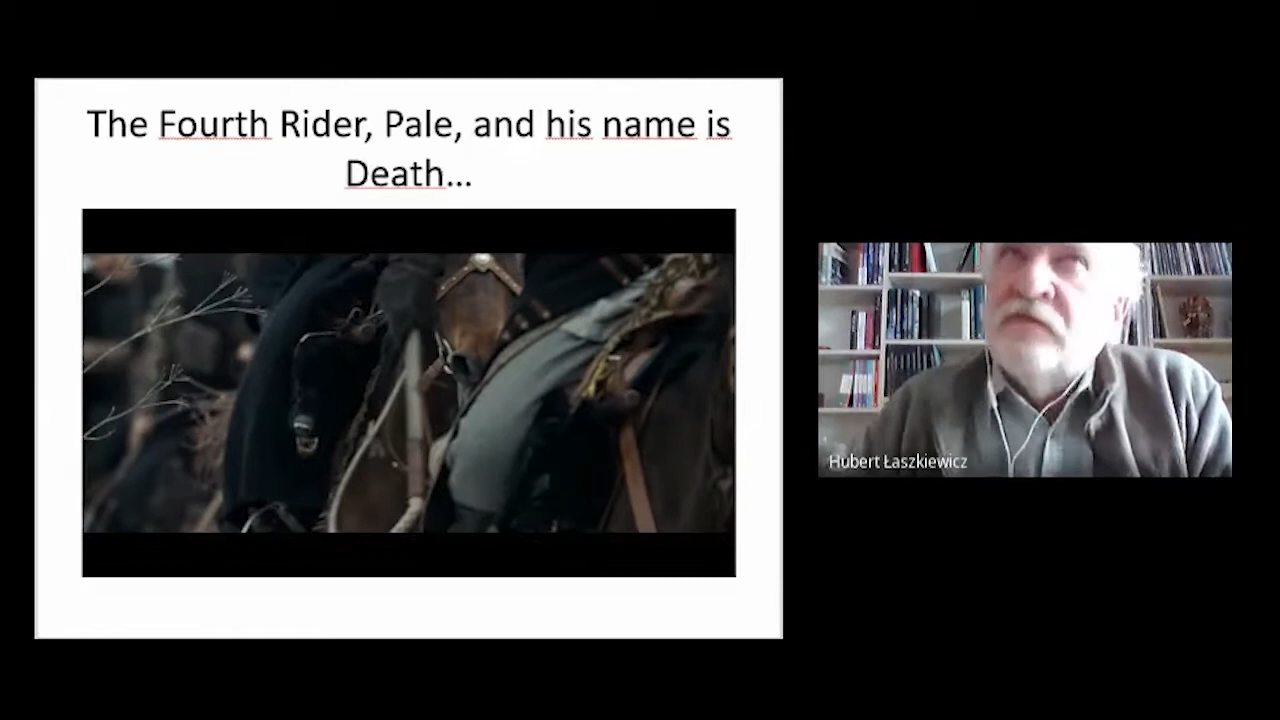 The Fourth Rider, Pale, and his name is
Death...
Hubert Łaszkiewicz